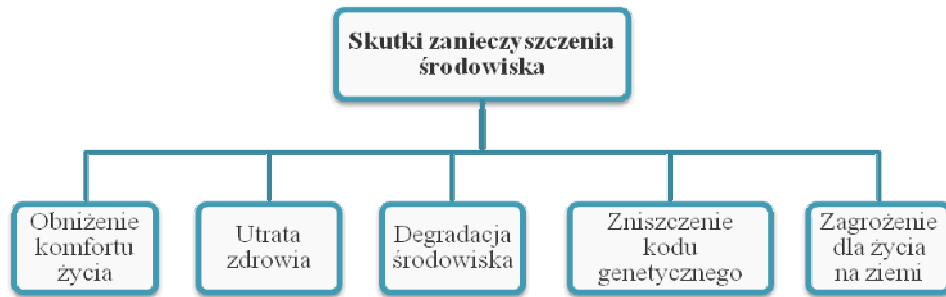 Skutki zanieczyszczenia
środowiska
Obniżenie
komfortu
życia
Utrata
zdrowia
Degradacja
środowiska
Zniszczenie
kodu
genetycznego
Zagrożenie
dla życia
na ziemi